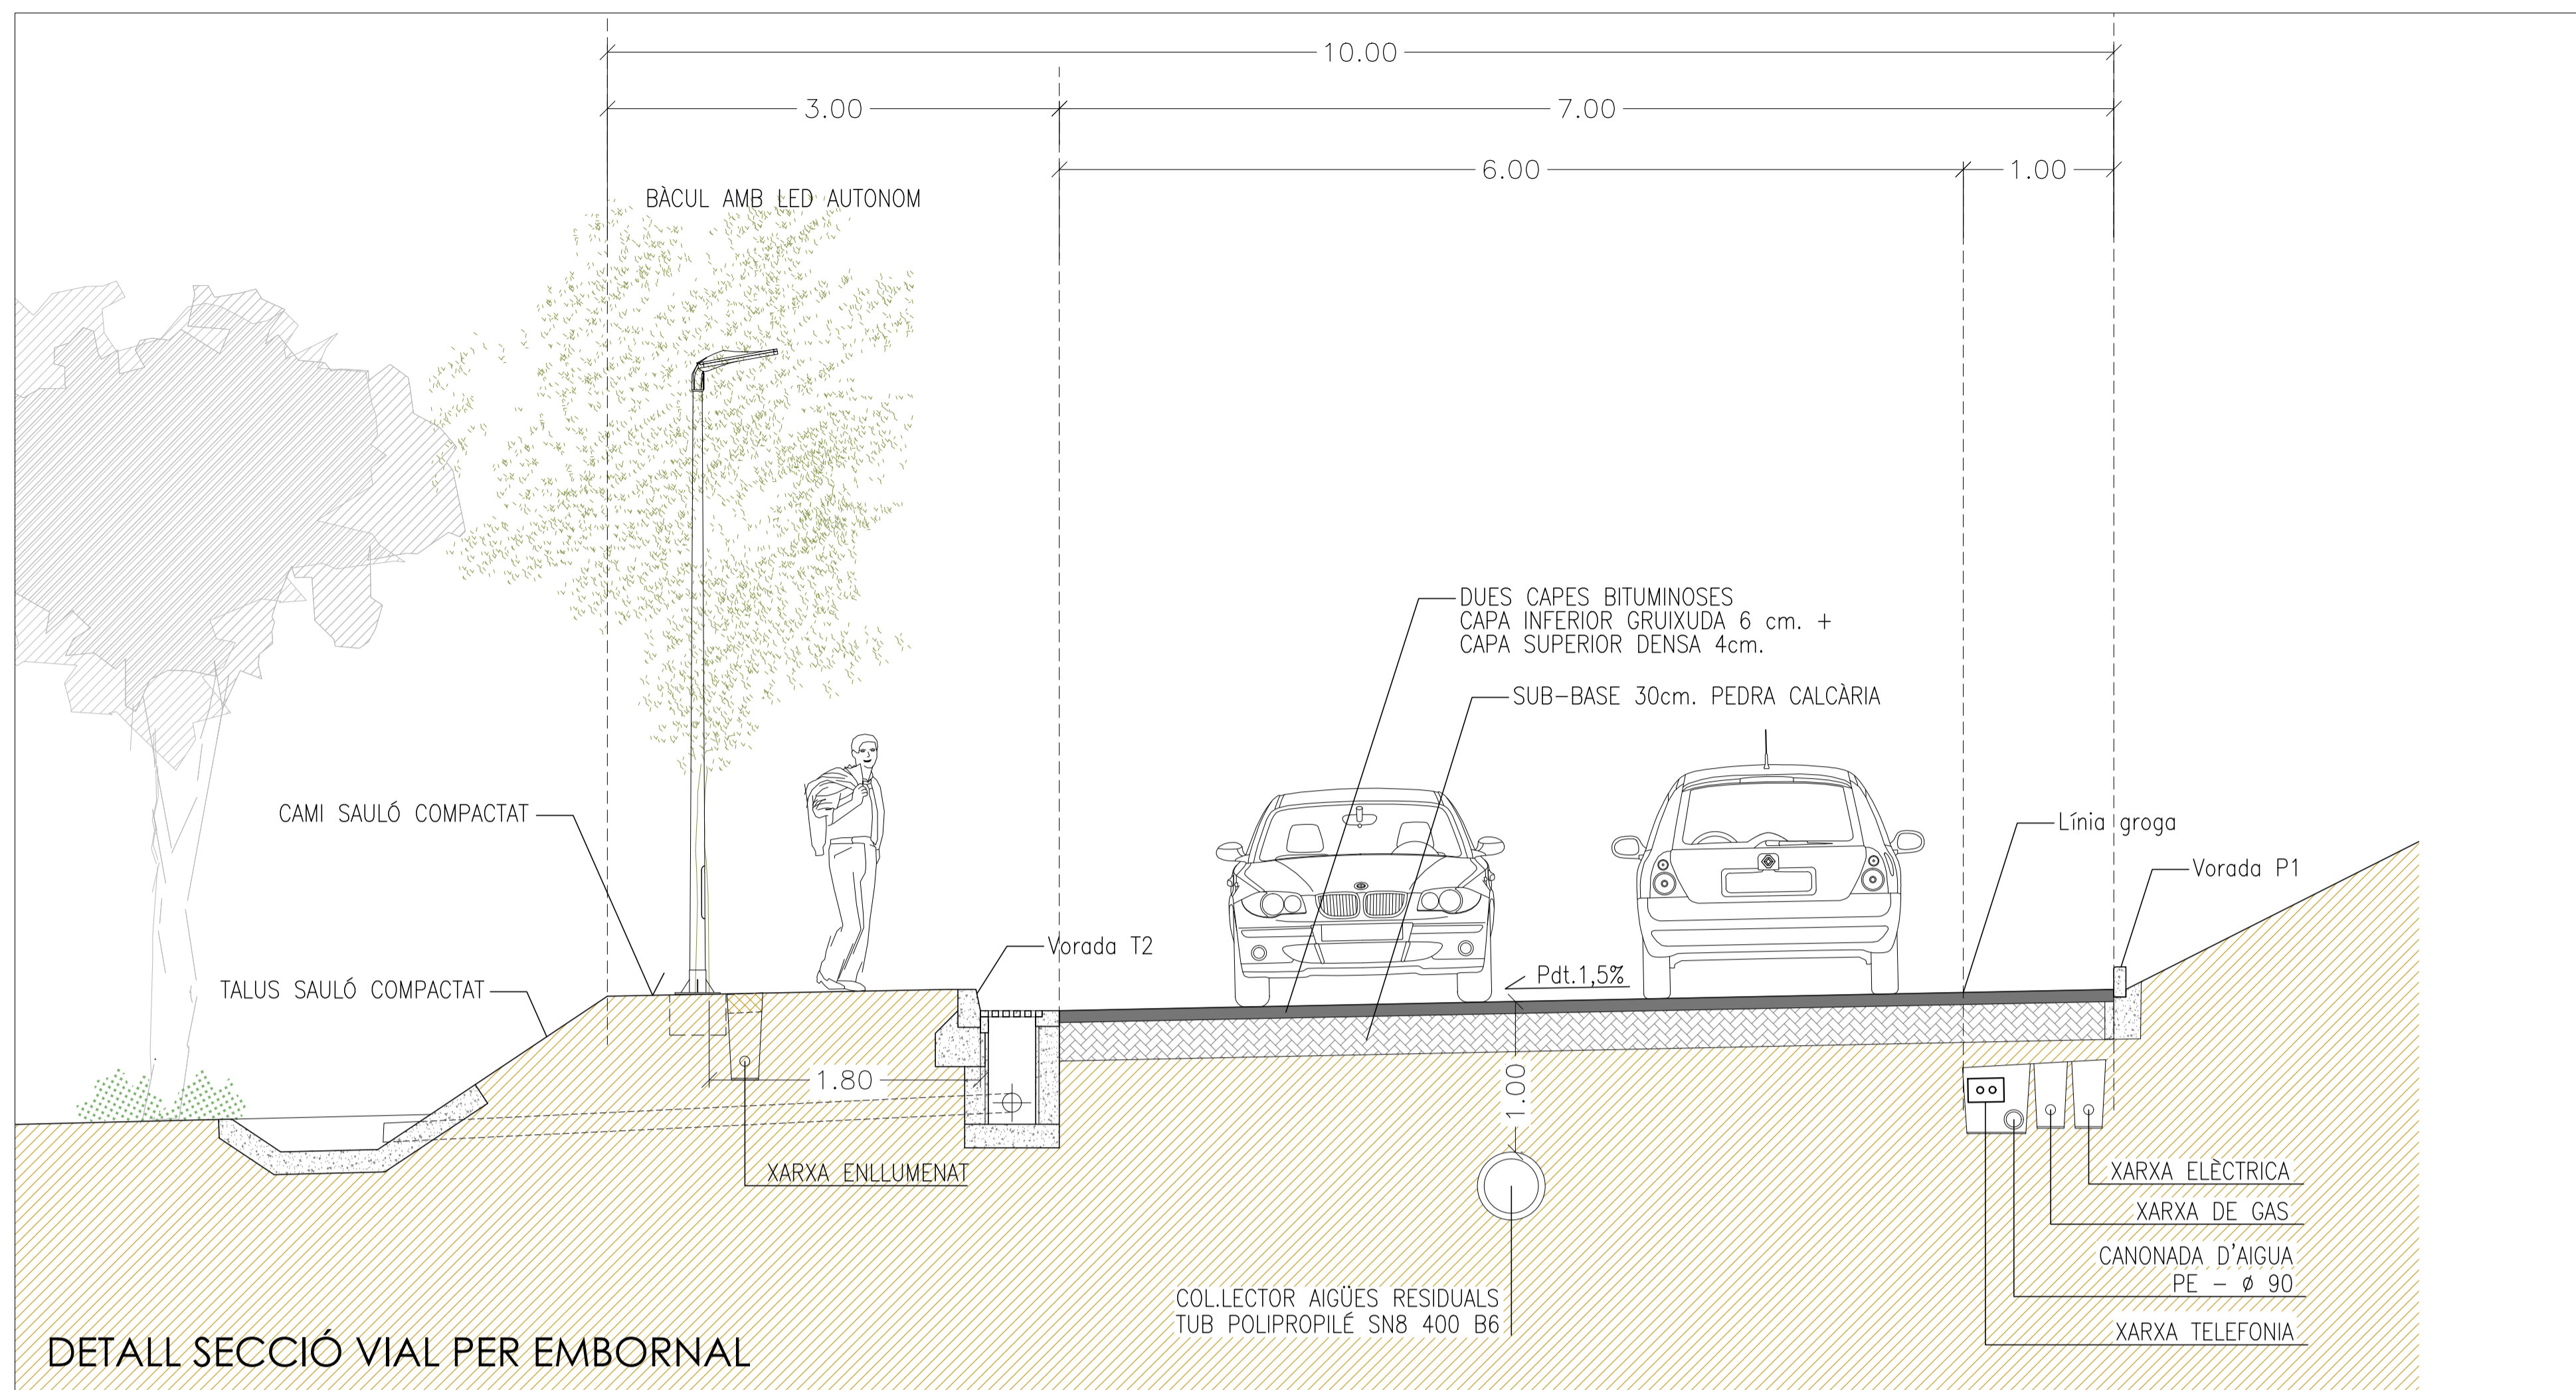 10.00
3.00
7.00
6.00
1.00
BÀCUL AMB LED AUTONOM
DUES CAPES BITUMINOSES
CAPA INFERIOR GRUIXUDA 6 cm. +
CAPA SUPERIOR DENSA 4cm.
SUB-BASE 30cm. PEDRA CALCÀRIA
CAMI SAULÓ COMPACTAT
Línia groga
Vorada P1
Vorada T2
Pdt.1,5%
TALUS SAULÓ COMPACTAT
1.80
1.00
XARXA ENLLUMENAT
XARXA ELÈCTRICA
XARXA DE GAS
CANONADA D'AIGUA
PE - Ø 90
COL.LECTOR AIGÜES RESIDUALS
TUB POLIPROPILÉ SN8 400 B6
XARXA TELEFONIA
DETALL SECCIÓ VIAL PER EMBORNAL